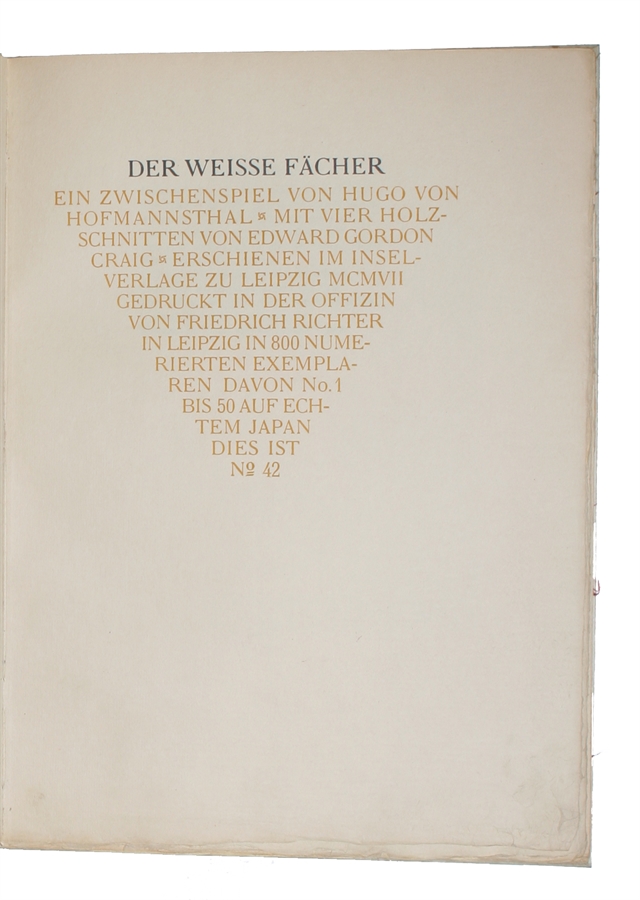 DER WEISSE FÄCHER
EIN ZWISCHENSPIEL VON HUGO VON
HOFMANNSTHAL ¤ MIT VIER HOLZ-
SCHNITTEN VON EDWARD GORDON
CRAIG ¤ ERSCHIENEN IM INSEL-
VERLAGE ZU LEIPZIG MCMVII
GEDRUCKT IN DER OFFIZIN
VON FRIEDRICH RICHTER
IN LEIPZIG IN 800 NUME-
RIERTEN EXEMPLA-
REN DAVON No. 1
BIS 50 AUF ECH-
TEM JAPAN
DIES IST
Nº 42